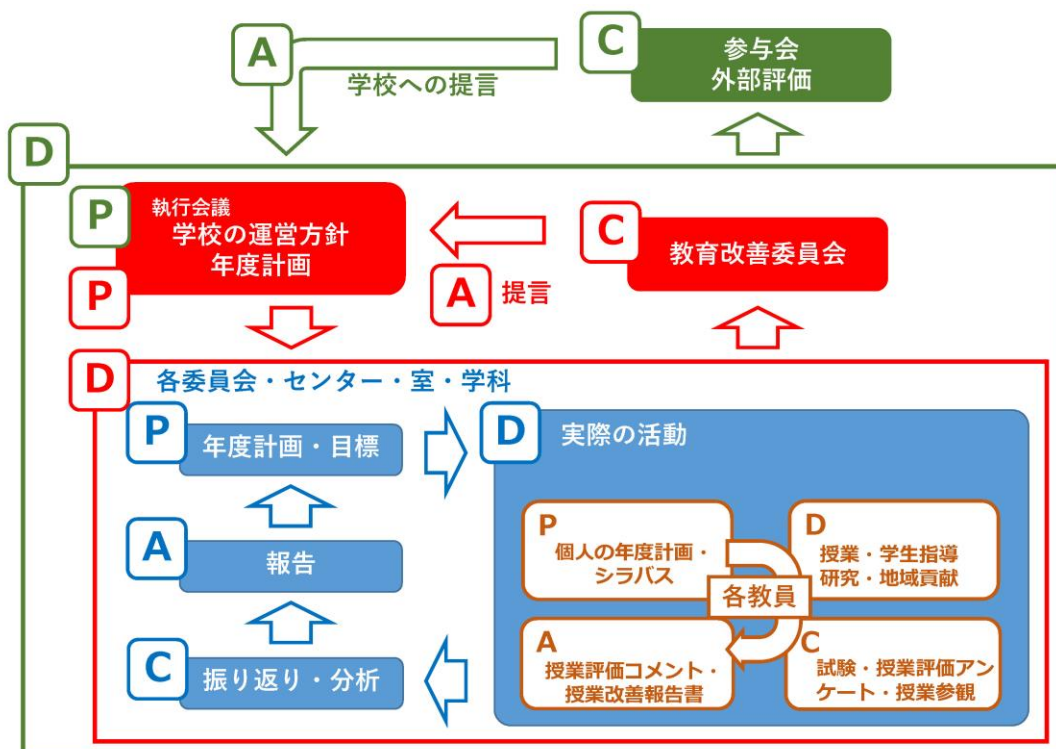 A
C
参与会
外部評価
学校への提言
D
P
執行会議
学校の運営方針
年度計画
P
C
教育改善委員会
A
提言
D
各委員会・センター・室・学科
P
年度計画・目標
D
実際の活動
P
個人の年度計画・
シラバス
D
授業・学生指導
研究・地域貢献
各教員
A
報告
A
授業評価コメント・
授業改善報告書
C
試験・授業評価アン
ケート・授業参観
C
振り返り・分析